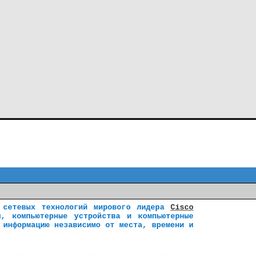 сетевых технологий мирового лидера Cisco
, компьютерные устройства и компьютерные
информацию независимо от места, времени и